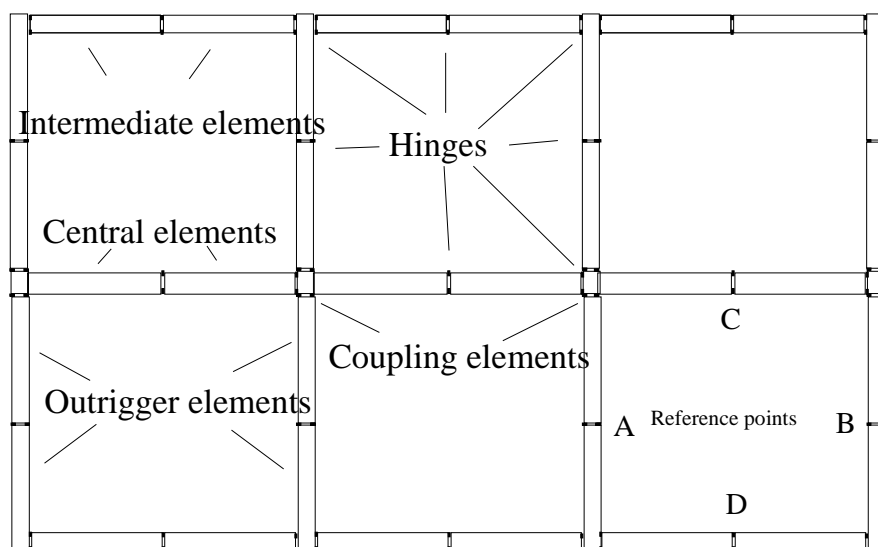 Intermediate elements
Hinges
Central elements
C
Coupling elements
Outrigger elements
A
Reference points
B
D